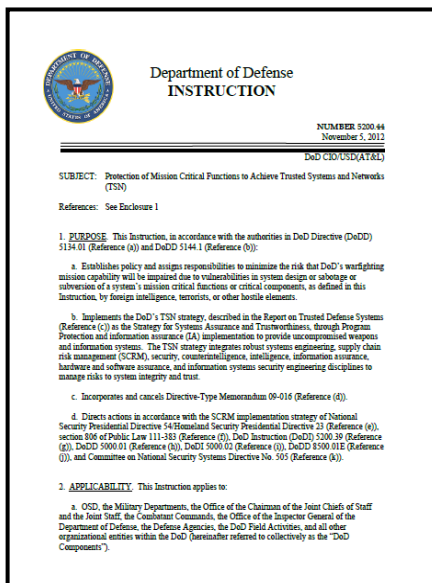 DEPARTMENT OF DEFENSE
UNITED STATES OF AMERICA
Department of Defense
INSTRUCTION
NUMBER 5200.44
November 5, 2012
DoD CIO/USD(AT&L)
SUBJECT: Protection of Mission Critical Functions to Achieve Trusted Systems and Networks
(TSN)
References: See Enclosure 1
1. PURPOSE. This Instruction, in accordance with the authorities in DoD Directive (DoDD)
5134.01 (Reference (a)) and DoDD 5144.1 (Reference (b)):
a. Establishes policy and assigns responsibilities to minimize the risk that DoD's warfighting
mission capability will be impaired due to vulnerabilities in system design or sabotage or
subversion of a system's mission critical functions or critical components, as defined in this
Instruction, by foreign intelligence, terrorists, or other hostile elements.
b. Implements the DoD's TSN strategy, described in the Report on Trusted Defense Systems
(Reference (c)) as the Strategy for Systems Assurance and Trustworthiness, through Program
Protection and information assurance (IA) implementation to provide uncompromised weapons
and information systems. The TSN strategy integrates robust systems engineering, supply chain
risk management (SCRM), security, counterintelligence, intelligence, information assurance,
hardware and software assurance, and information systems security engineering disciplines to
manage risks to system integrity and trust.
c. Incorporates and cancels Directive-Type Memorandum 09-016 (Reference (d)).
d. Directs actions in accordance with the SCRM implementation strategy of National
Security Presidential Directive 54/Homeland Security Presidential Directive 23 (Reference (e)),
section 806 of Public Law 111-383 (Reference (f)), DoD Instruction (DoDI) 5200.39 (Reference
(g)), DoDD 5000.01 (Reference (h)), DoDI 5000.02 (Reference (i)), DoDD 8500.01E (Reference
(j)), and Committee on National Security Systems Directive No. 505 (Reference (k)).
2. APPLICABILITY. This Instruction applies to:
a. OSD, the Military Departments, the Office of the Chairman of the Joint Chiefs of Staff
and the Joint Staff, the Combatant Commands, the Office of the Inspector General of the
Department of Defense, the Defense Agencies, the DoD Field Activities, and all other
organizational entities within the DoD (hereinafter referred to collectively as the "DoD
Components").